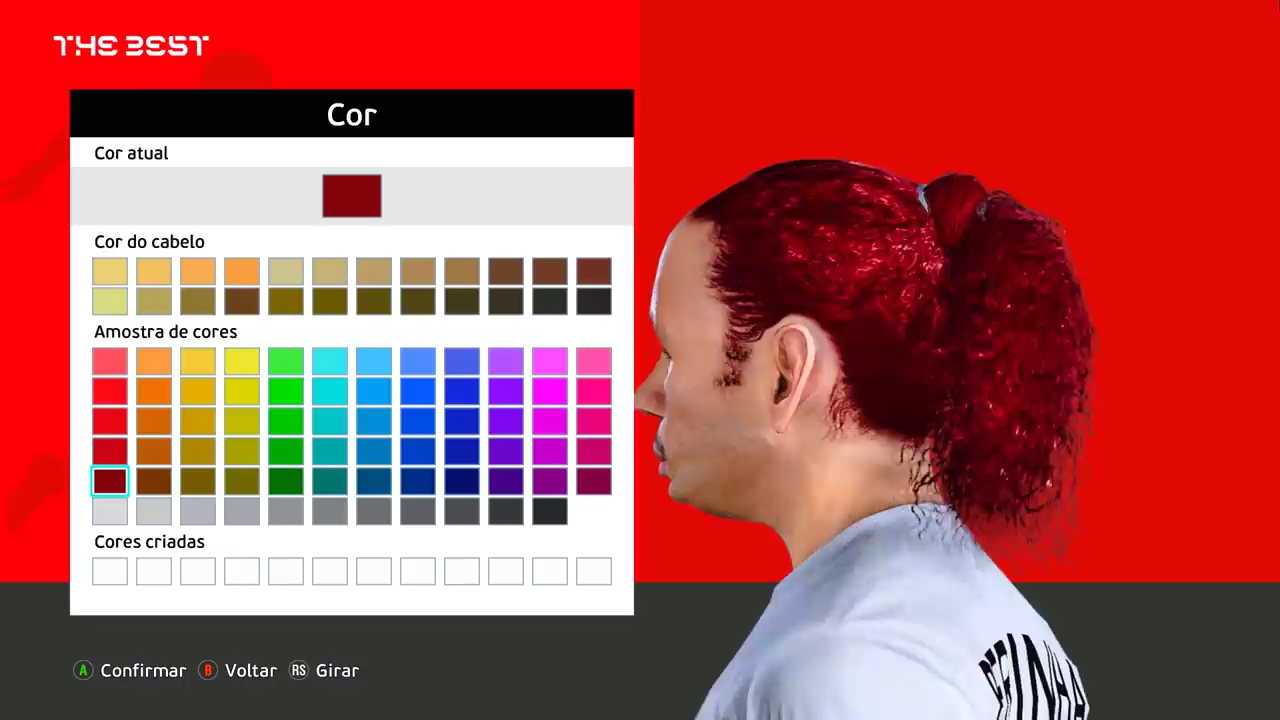 THE BEST
Cor
Cor atual
Cor do cabelo
Amostra de cores
Cores criadas
A Confirmar B Voltar RS Girar